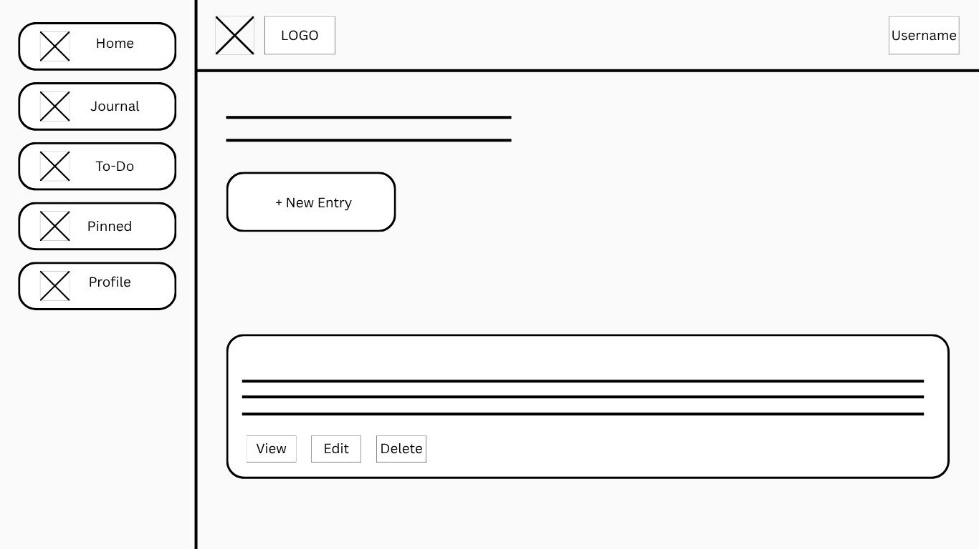 Home
Journal
To-Do
Pinned
Profile
LOGO
Username
+ New Entry
View
Edit
Delete